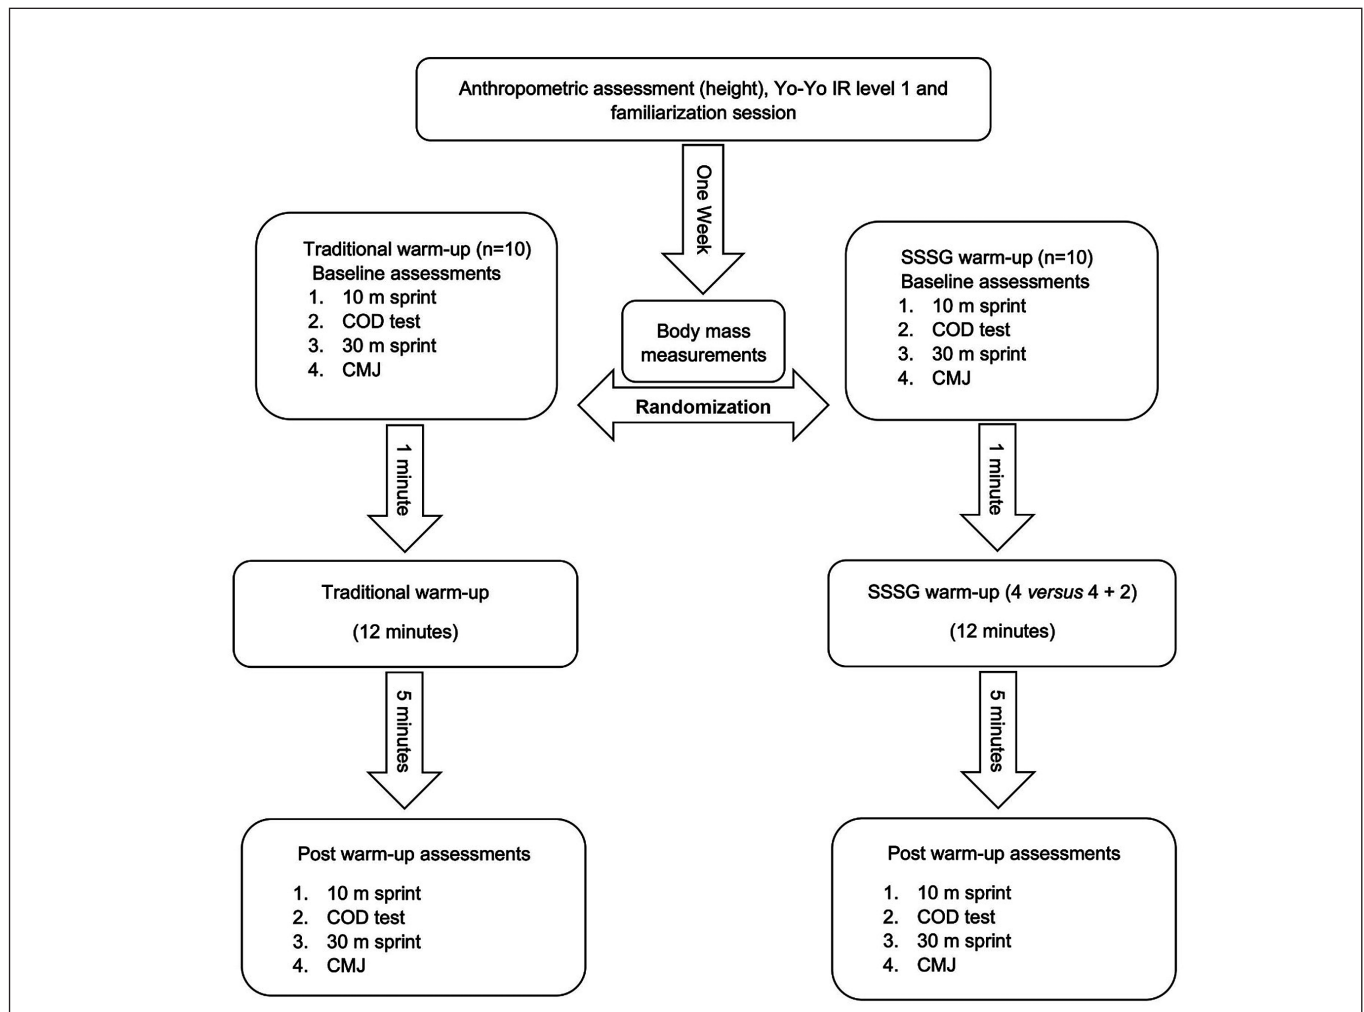 Anthropometric assessment (height), Yo-Yo IR level 1 and
familiarization session
One Week
Body mass
measurements
Randomization
Traditional warm-up (n=10)
Baseline assessments
1. 10 m sprint
2. COD test
3. 30 m sprint
4. CMJ
1 minute
Traditional warm-up
(12 minutes)
5 minutes
Post warm-up assessments
1. 10 m sprint
2. COD test
3. 30 m sprint
4. CMJ
SSSG warm-up (n=10)
Baseline assessments
1. 10 m sprint
2. COD test
3. 30 m sprint
4. CMJ
1 minute
SSSG warm-up (4 versus 4 + 2)
(12 minutes)
5 minutes
Post warm-up assessments
1. 10 m sprint
2. COD test
3. 30 m sprint
4. CMJ